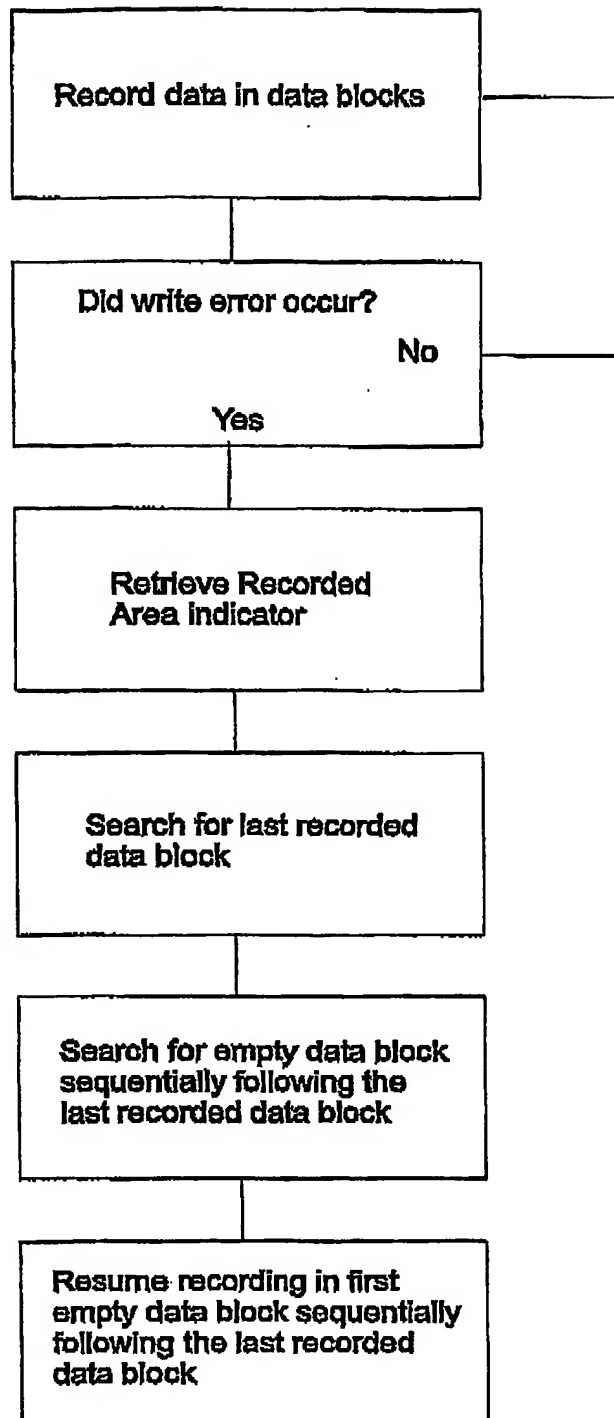 Record data in data blocks
Did write error occur?
No
Yes
Retrieve Recorded
Area indicator
Search for last recorded
data block
Search for empty data block
sequentially following the
last recorded data block
Resume recording in first
empty data block sequentially
following the last recorded
data block